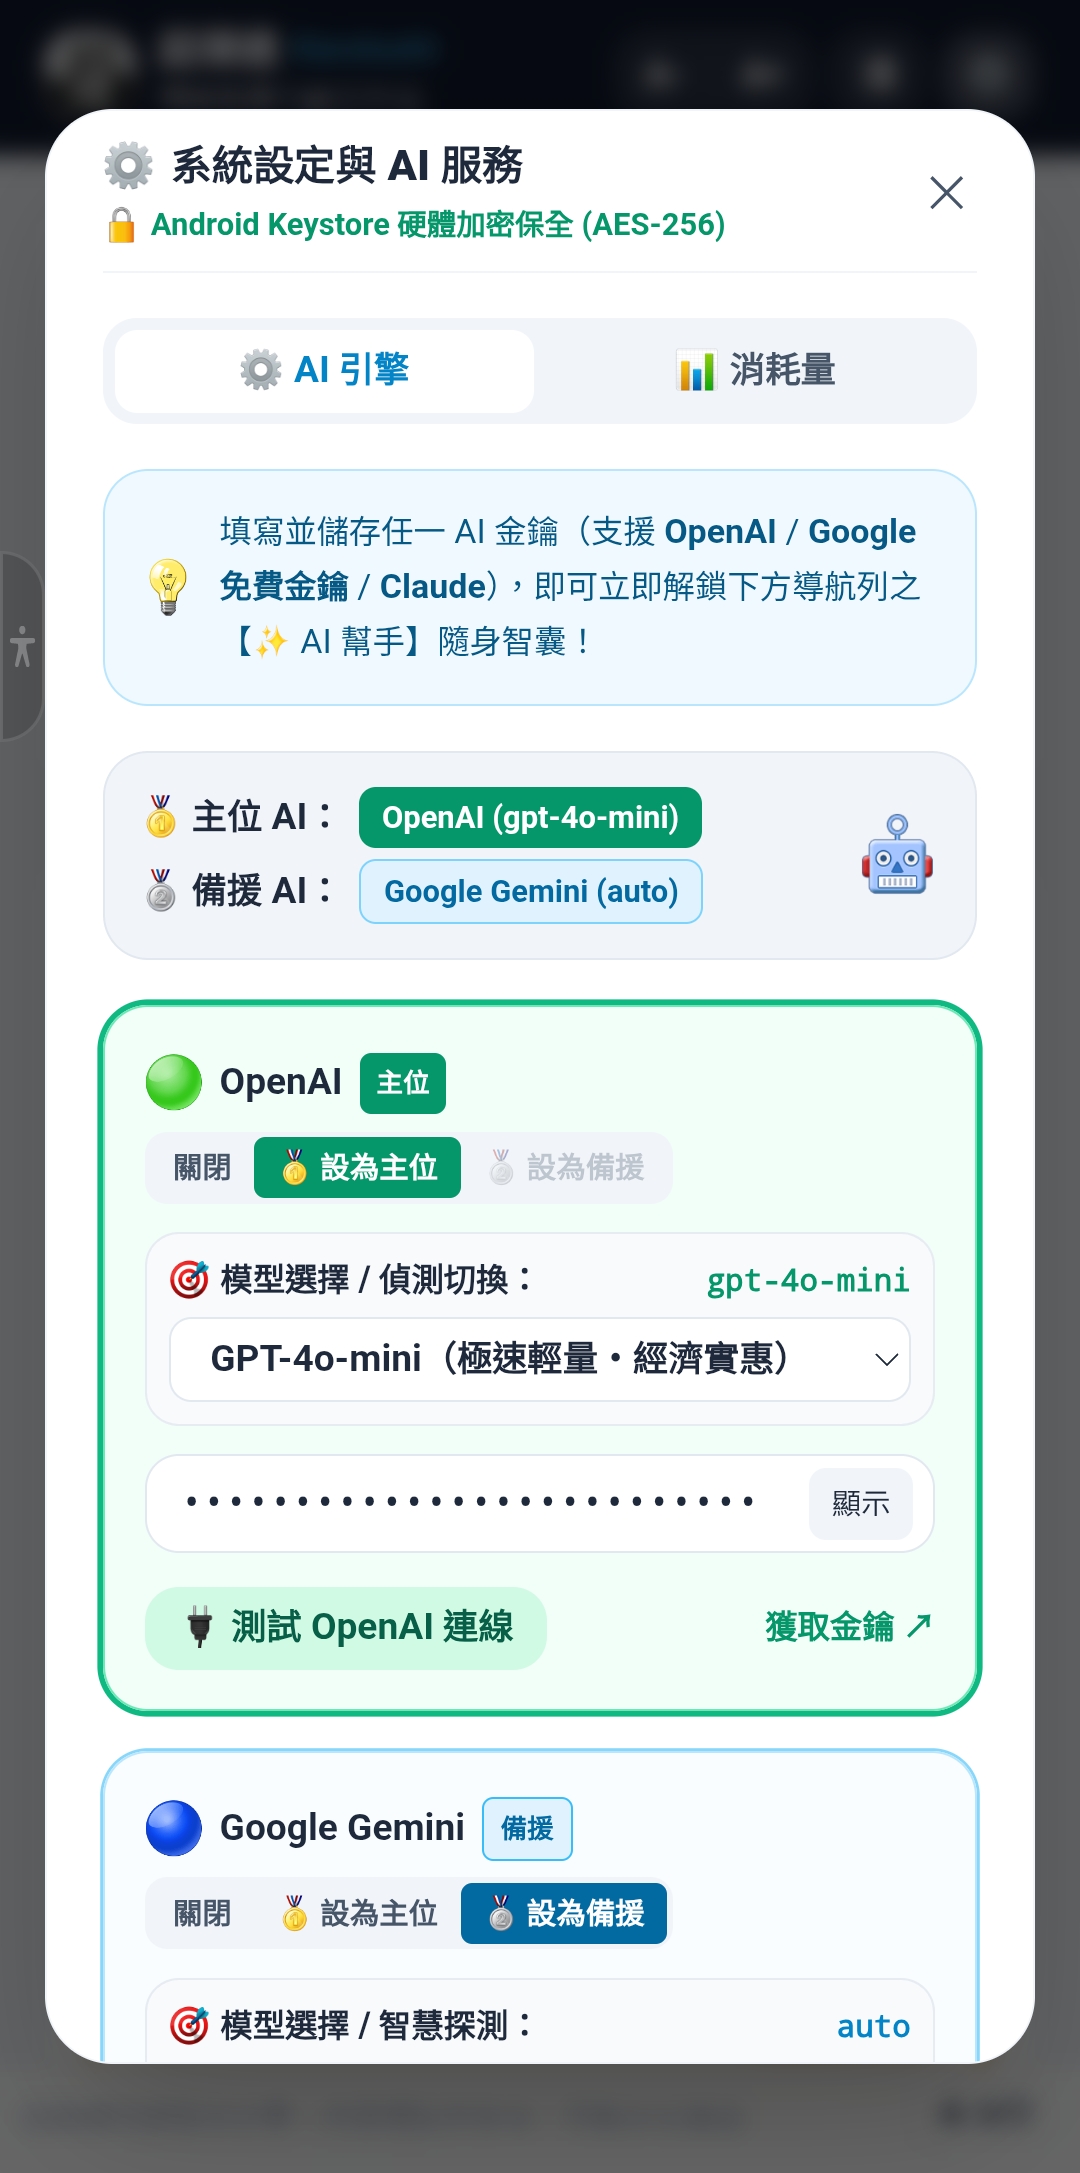 ⚙️ 系統設定與 AI 服務
🔒 Android Keystore 硬體加密保全 (AES-256)
⚙️ AI 引擎
📊 消耗量
💡 填寫並儲存任一 AI 金鑰（支援 OpenAI / Google
免費金鑰 / Claude），即可立即解鎖下方導航列之
【✨ AI 幫手】隨身智囊！
🥇 主位 AI： OpenAI (gpt-4o-mini)
🥈 備援 AI： Google Gemini (auto)
OpenAI 主位
關閉 🥇 設為主位 🥈 設為備援
🎯 模型選擇 / 偵測切換： gpt-4o-mini
GPT-4o-mini（極速輕量・經濟實惠）
•••••••••••••••••••••••••• 顯示
🔌 測試 OpenAI 連線
獲取金鑰 ↗
Google Gemini 備援
關閉 🥇 設為主位 🥈 設為備援
🎯 模型選擇 / 智慧探測： auto